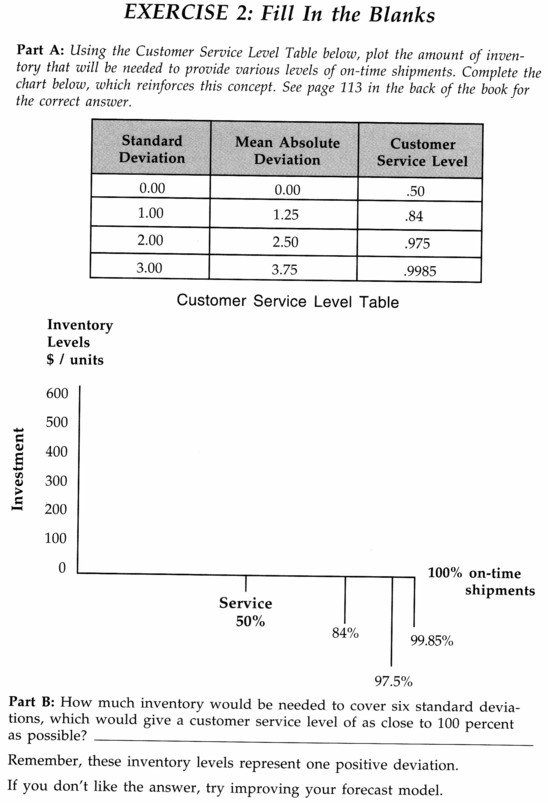 EXERCISE 2: Fill In the Blanks
Part A: Using the Customer Service Level Table below, plot the amount of inven-
tory that will be needed to provide various levels of on-time shipments. Complete the
chart below, which reinforces this concept. See page 113 in the back of the book for
the correct answer.
Standard Deviation Mean Absolute Deviation Customer Service Level
0.00 0.00 .50
1.00 1.25 .84
2.00 2.50 .975
3.00 3.75 .9985
Customer Service Level Table
Inventory
Levels
$ / units
Investment
600
500
400
300
200
100
0
100% on-time
shipments
Service
50%
84%
99.85%
97.5%
Part B: How much inventory would be needed to cover six standard devia-
tions, which would give a customer service level of as close to 100 percent
as possible?
Remember, these inventory levels represent one positive deviation.
If you don't like the answer, try improving your forecast model.